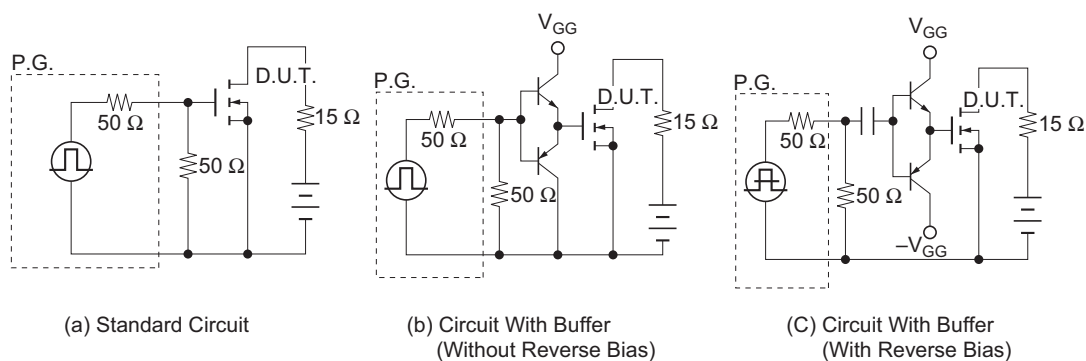 P.G.
50 Ω
50 Ω
D.U.T.
15 Ω
(a) Standard Circuit
V_GG
P.G.
50 Ω
50 Ω
D.U.T.
15 Ω
(b) Circuit With Buffer
(Without Reverse Bias)
V_GG
P.G.
50 Ω
50 Ω
D.U.T.
15 Ω
–V_GG
(C) Circuit With Buffer
(With Reverse Bias)